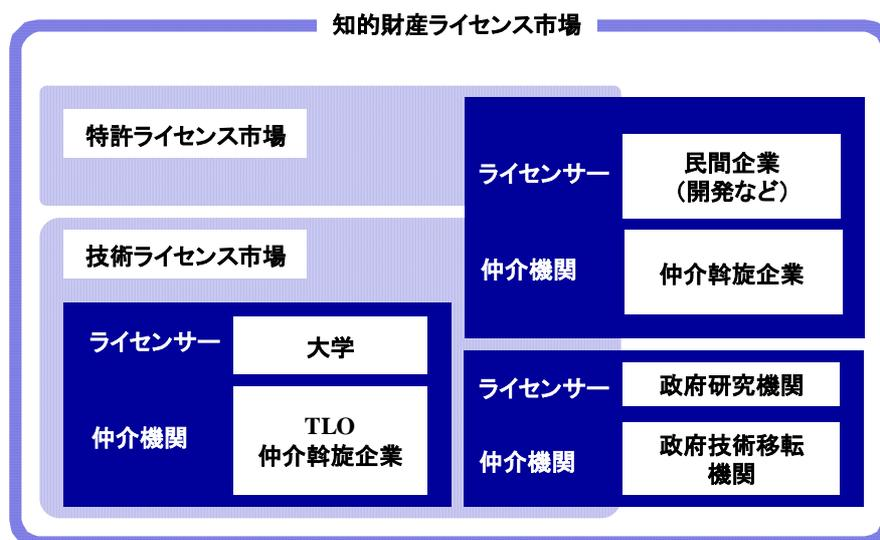 知的財産ライセンス市場
特許ライセンス市場
ライセンサー
民間企業
（開発など）
仲介機関
仲介斡旋企業
技術ライセンス市場
ライセンサー
大学
仲介機関
TLO
仲介斡旋企業
ライセンサー
政府研究機関
仲介機関
政府技術移転
機関